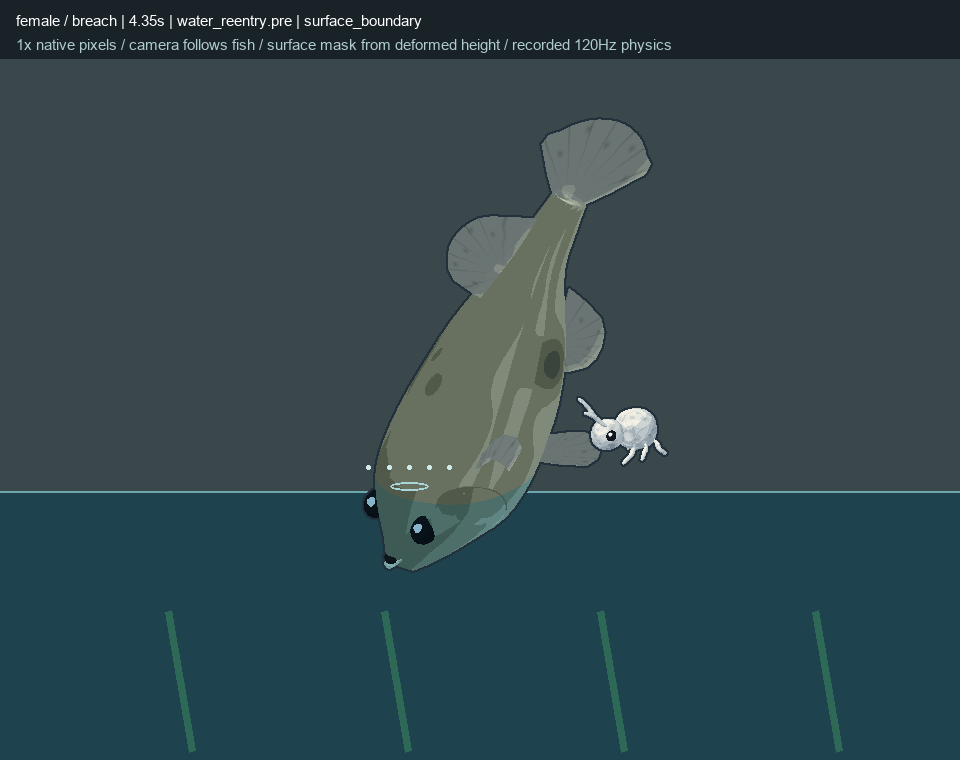 female / breach | 4.35s | water_reentry.pre | surface_boundary
1x native pixels / camera follows fish / surface mask from deformed height / recorded 120Hz physics